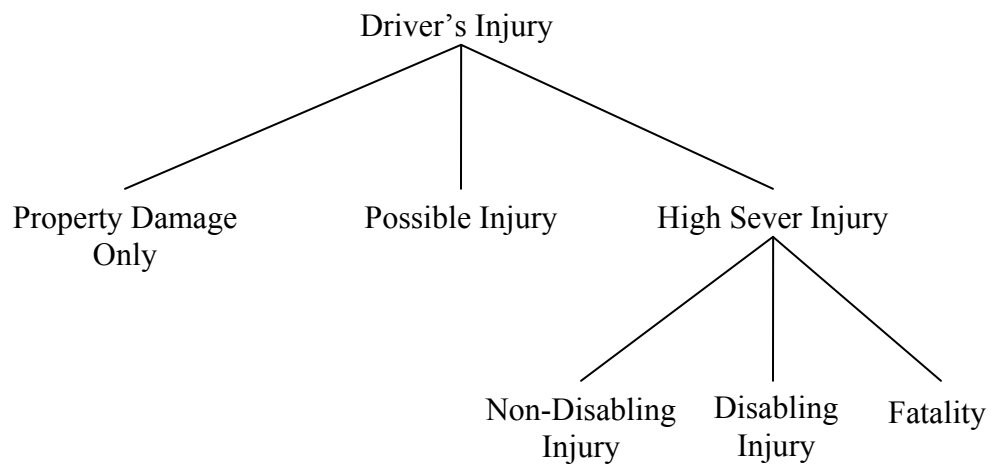 Driver’s Injury
Property Damage
Only
Possible Injury
High Sever Injury
Non-Disabling
Injury
Disabling
Injury
Fatality